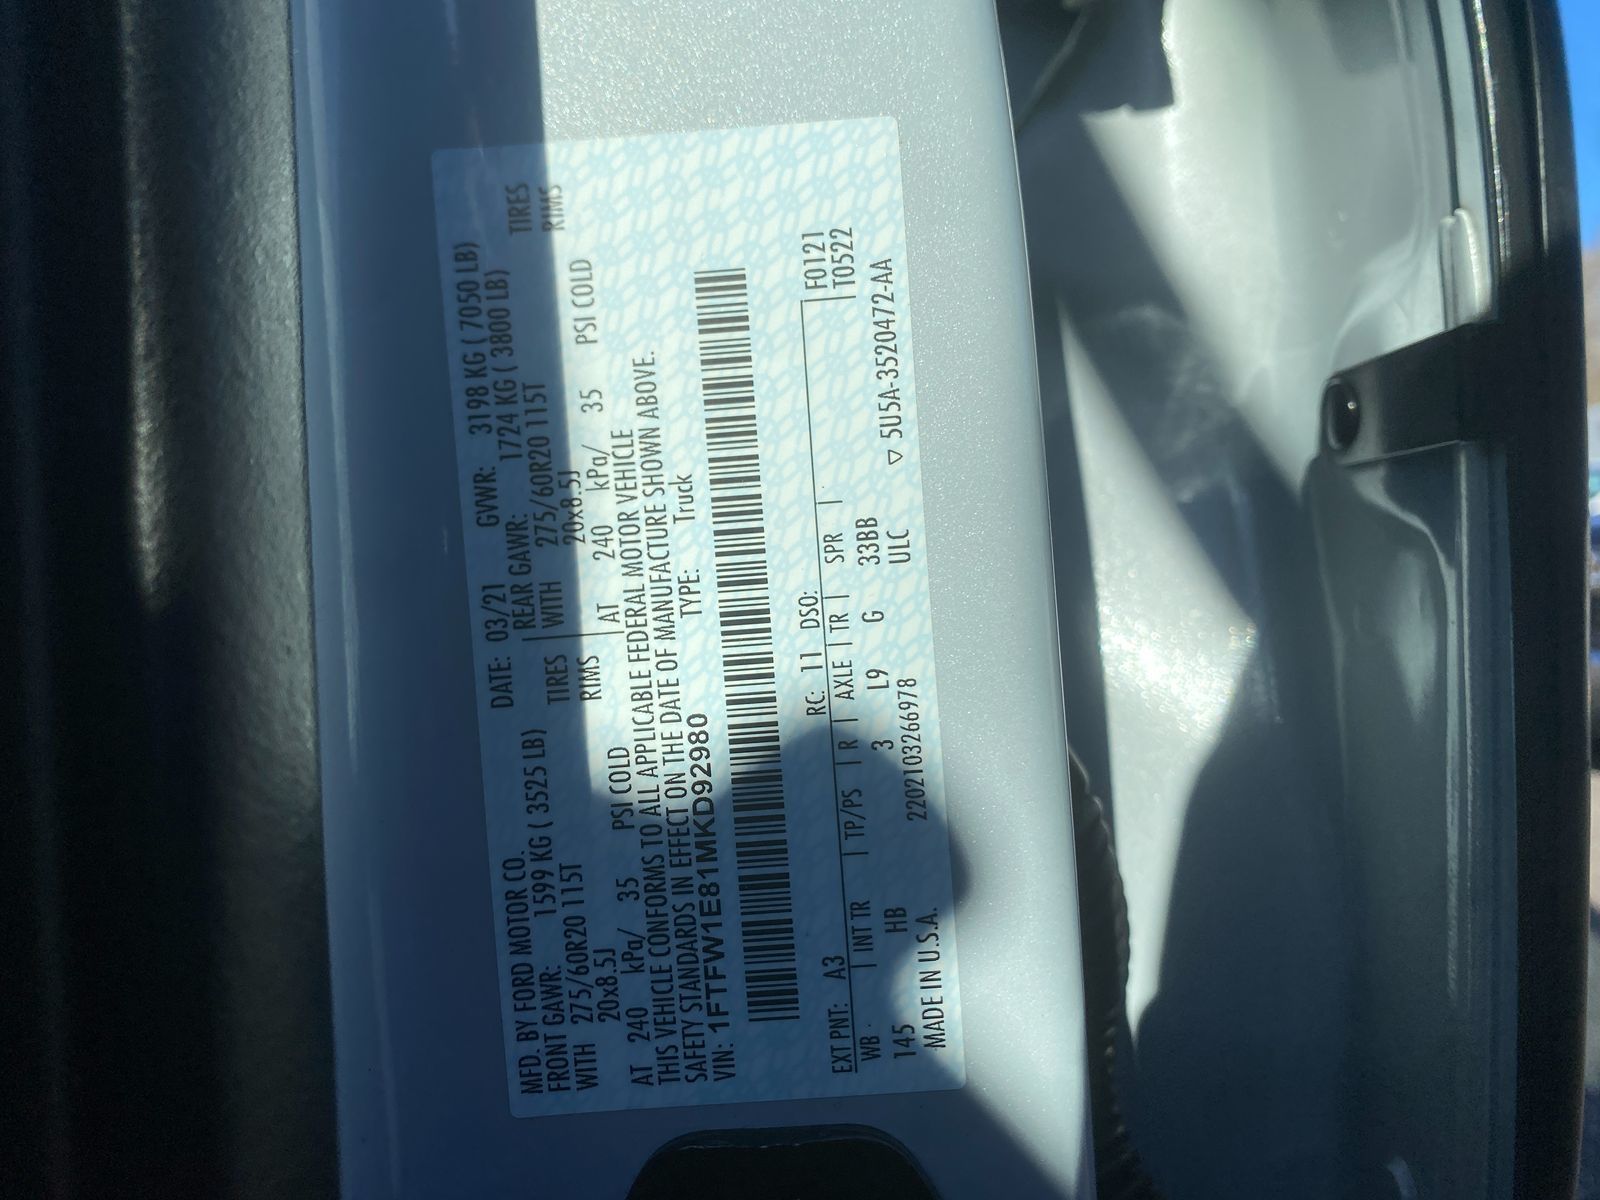 MFD. BY FORD MOTOR CO. DATE: 03/21 GVWR: 3198 KG ( 7050 LB)
FRONT GAWR: 1599 KG ( 3525 LB) REAR GAWR: 1724 KG ( 3800 LB)
WITH 275/60R20 115T TIRES WITH 275/60R20 115T TIRES
20x8.5J RIMS 20x8.5J RIMS
AT 240 kPa/ 35 PSI COLD AT 240 kPa/ 35 PSI COLD
THIS VEHICLE CONFORMS TO ALL APPLICABLE FEDERAL MOTOR VEHICLE
SAFETY STANDARDS IN EFFECT ON THE DATE OF MANUFACTURE SHOWN ABOVE.
VIN: 1FTFW1E81MKD92980 TYPE: Truck
EXT PNT: A3 RC: 11 DSO: F0121
WB INT TR TP/PS R AXLE TR SPR T0522
145 HB 3 L9 G 33BB
MADE IN U.S.A. 220210326697​8 ULC ▽ 5U5A-3520472-AA